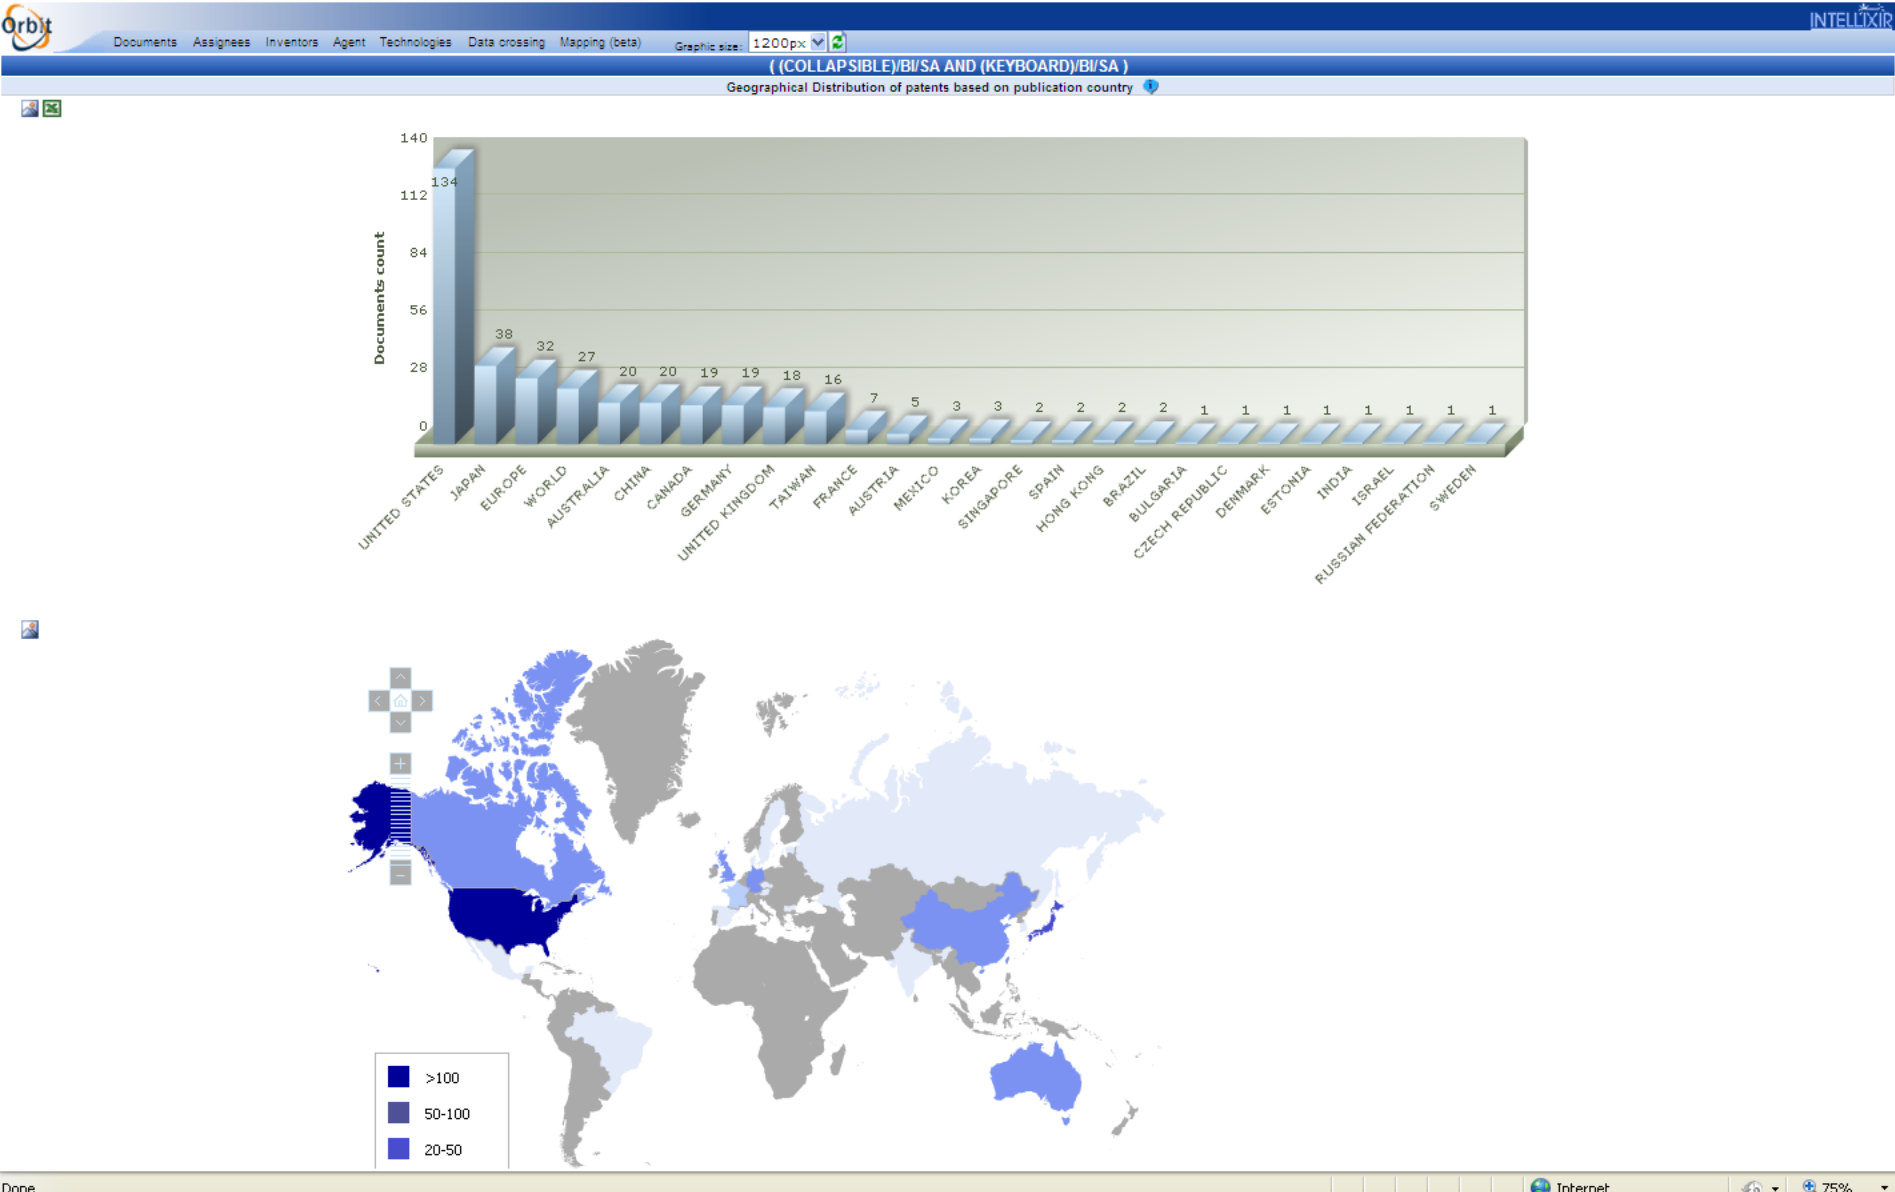 Orbit
INTELLIXIR
Documents Assignees Inventors Agent Technologies Data crossing Mapping (beta) Graphic size: 1200px
( (COLLAPSIBLE)/BI/SA AND (KEYBOARD)/BI/SA )
Geographical Distribution of patents based on publication country
140
112
84
56
28
0
Documents count
134
38
32
27
20
20
19
19
18
16
7
5
3
3
2
2
2
2
1
1
1
1
1
1
1
1
UNITED STATES
JAPAN
EUROPE
WORLD
AUSTRALIA
CHINA
CANADA
GERMANY
UNITED KINGDOM
TAIWAN
FRANCE
AUSTRIA
MEXICO
KOREA
SINGAPORE
SPAIN
HONG KONG
BRAZIL
BULGARIA
CZECH REPUBLIC
DENMARK
ESTONIA
INDIA
ISRAEL
RUSSIAN FEDERATION
SWEDEN
>100
50-100
20-50
Done
Internet
75%